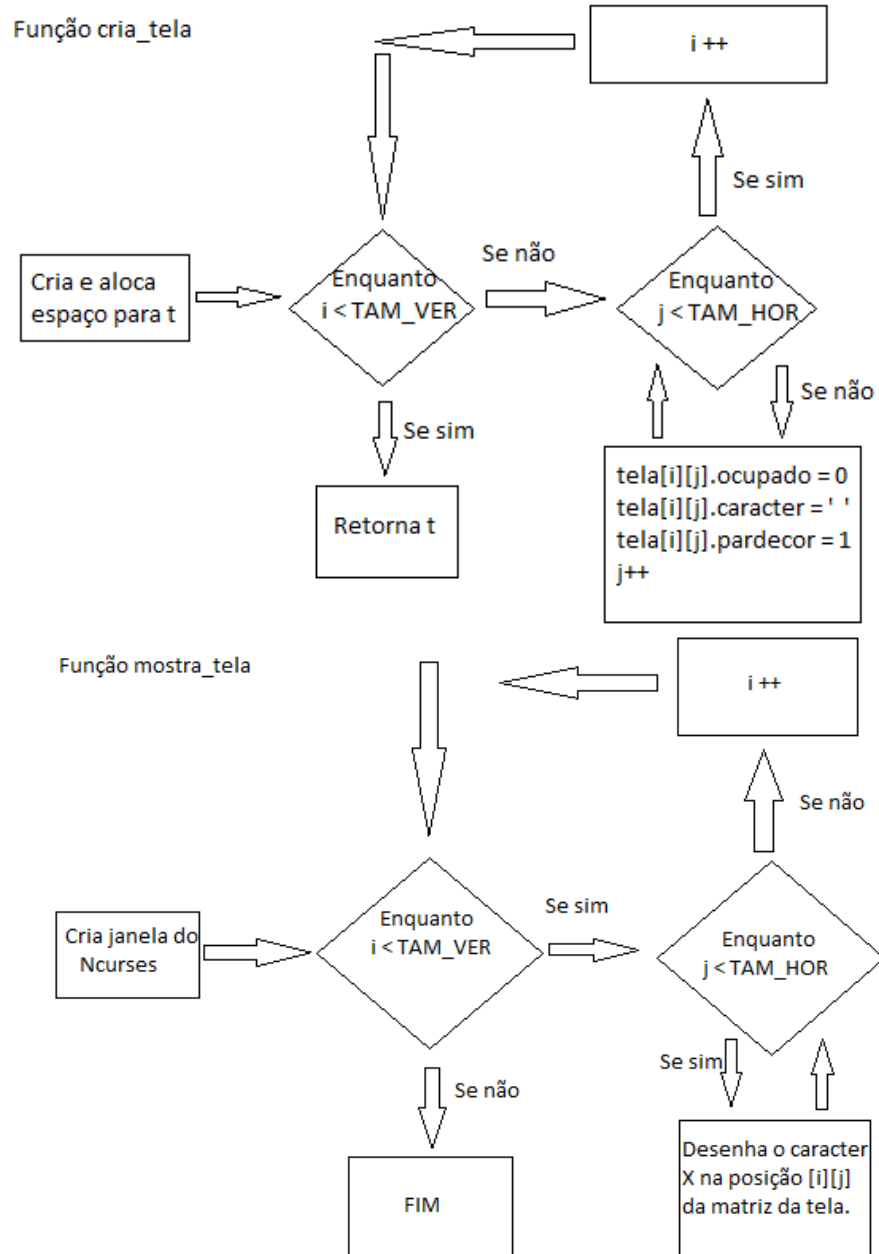 Função cria_tela
i ++
Se sim
Cria e aloca
espaço para t
Enquanto
i < TAM_VER
Se não
Enquanto
j < TAM_HOR
Se não
Se sim
Retorna t
tela[i][j].ocupado = 0
tela[i][j].caracter = ' '
tela[i][j].pardecor = 1
j++
Função mostra_tela
i ++
Se não
Cria janela do
Ncurses
Enquanto
i < TAM_VER
Se sim
Enquanto
j < TAM_HOR
Se sim
Se não
FIM
Desenha o caracter
X na posição [i][j]
da matriz da tela.